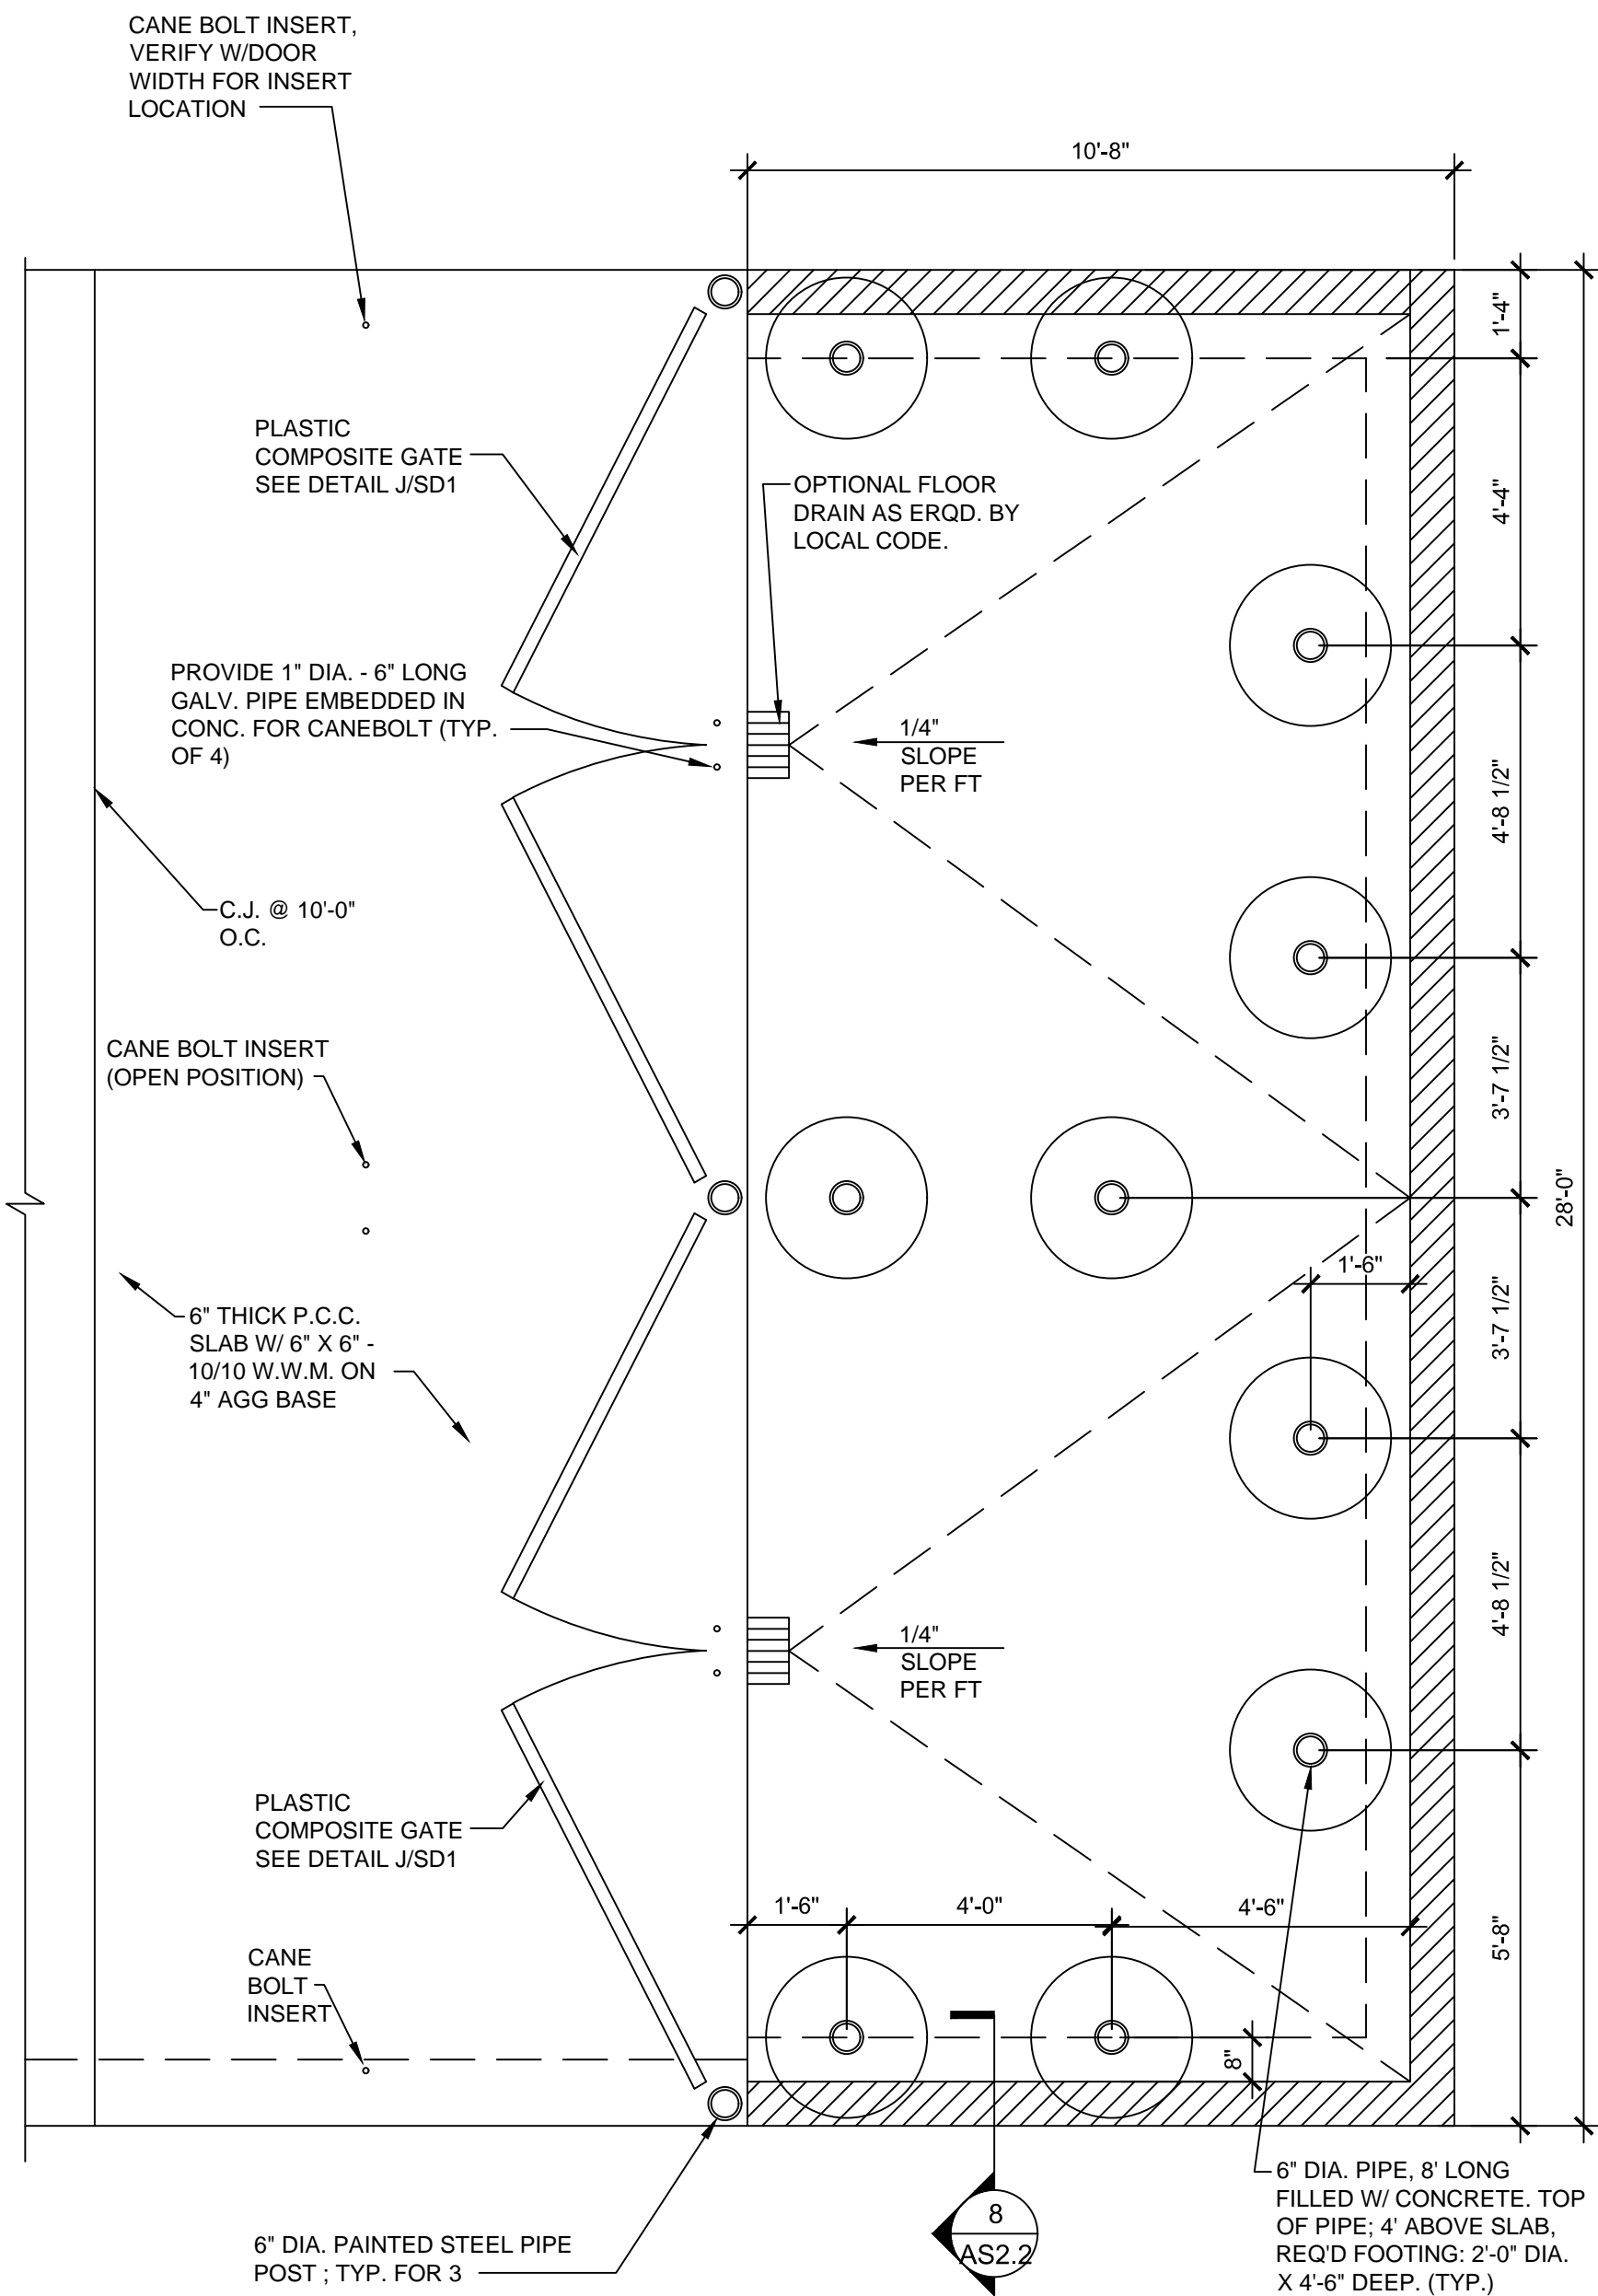 CANE BOLT INSERT,
VERIFY W/DOOR
WIDTH FOR INSERT
LOCATION
10'-8"
1'-4"
PLASTIC
COMPOSITE GATE
SEE DETAIL J/SD1
OPTIONAL FLOOR
DRAIN AS ERQD. BY
LOCAL CODE.
4'-4"
PROVIDE 1" DIA. - 6" LONG
GALV. PIPE EMBEDDED IN
CONC. FOR CANEBOLT (TYP.
OF 4)
1/4"
SLOPE
PER FT
4'-8 1/2"
C.J. @ 10'-0"
O.C.
CANE BOLT INSERT
(OPEN POSITION)
3'-7 1/2"
28'-0"
1'-6"
6" THICK P.C.C.
SLAB W/ 6" X 6" -
10/10 W.W.M. ON
4" AGG BASE
3'-7 1/2"
4'-8 1/2"
1/4"
SLOPE
PER FT
PLASTIC
COMPOSITE GATE
SEE DETAIL J/SD1
1'-6"
4'-0"
4'-6"
5'-8"
CANE
BOLT
INSERT
8"
6" DIA. PAINTED STEEL PIPE
POST ; TYP. FOR 3
8
AS2.2
6" DIA. PIPE, 8' LONG
FILLED W/ CONCRETE. TOP
OF PIPE; 4' ABOVE SLAB,
REQ'D FOOTING: 2'-0" DIA.
X 4'-6" DEEP. (TYP.)